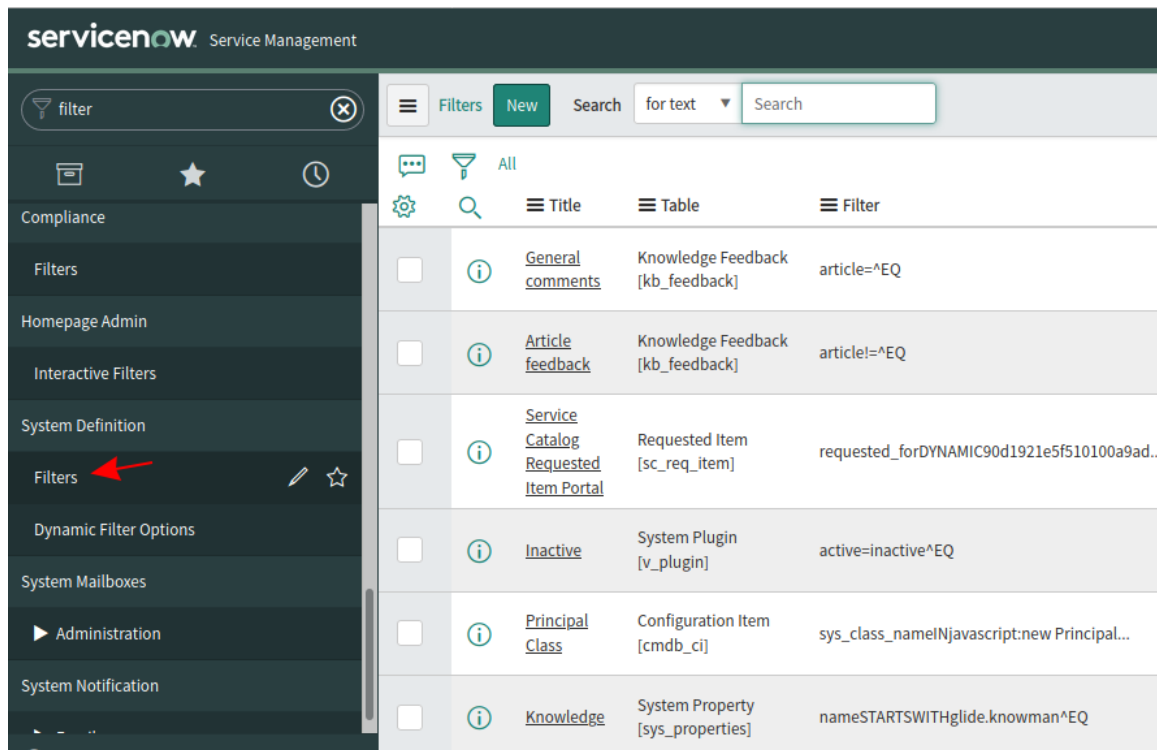 servicenow. Service Management
filter
Compliance
Filters
Homepage Admin
Interactive Filters
System Definition
Filters
Dynamic Filter Options
System Mailboxes
Administration
System Notification
Filters New Search for text Search
All
Title Table Filter
General
comments
Knowledge Feedback
[kb_feedback]
article=^EQ
Article
feedback
Knowledge Feedback
[kb_feedback]
article!=^EQ
Service
Catalog
Requested
Item Portal
Requested Item
[sc_req_item]
requested_forDYNAMIC90d1921e5f510100a9ad...
Inactive
System Plugin
[v_plugin]
active=inactive^EQ
Principal
Class
Configuration Item
[cmdb_ci]
sys_class_nameINjavascript:new Principal...
Knowledge
System Property
[sys_properties]
nameSTARTSWITHglide.knowman^EQ